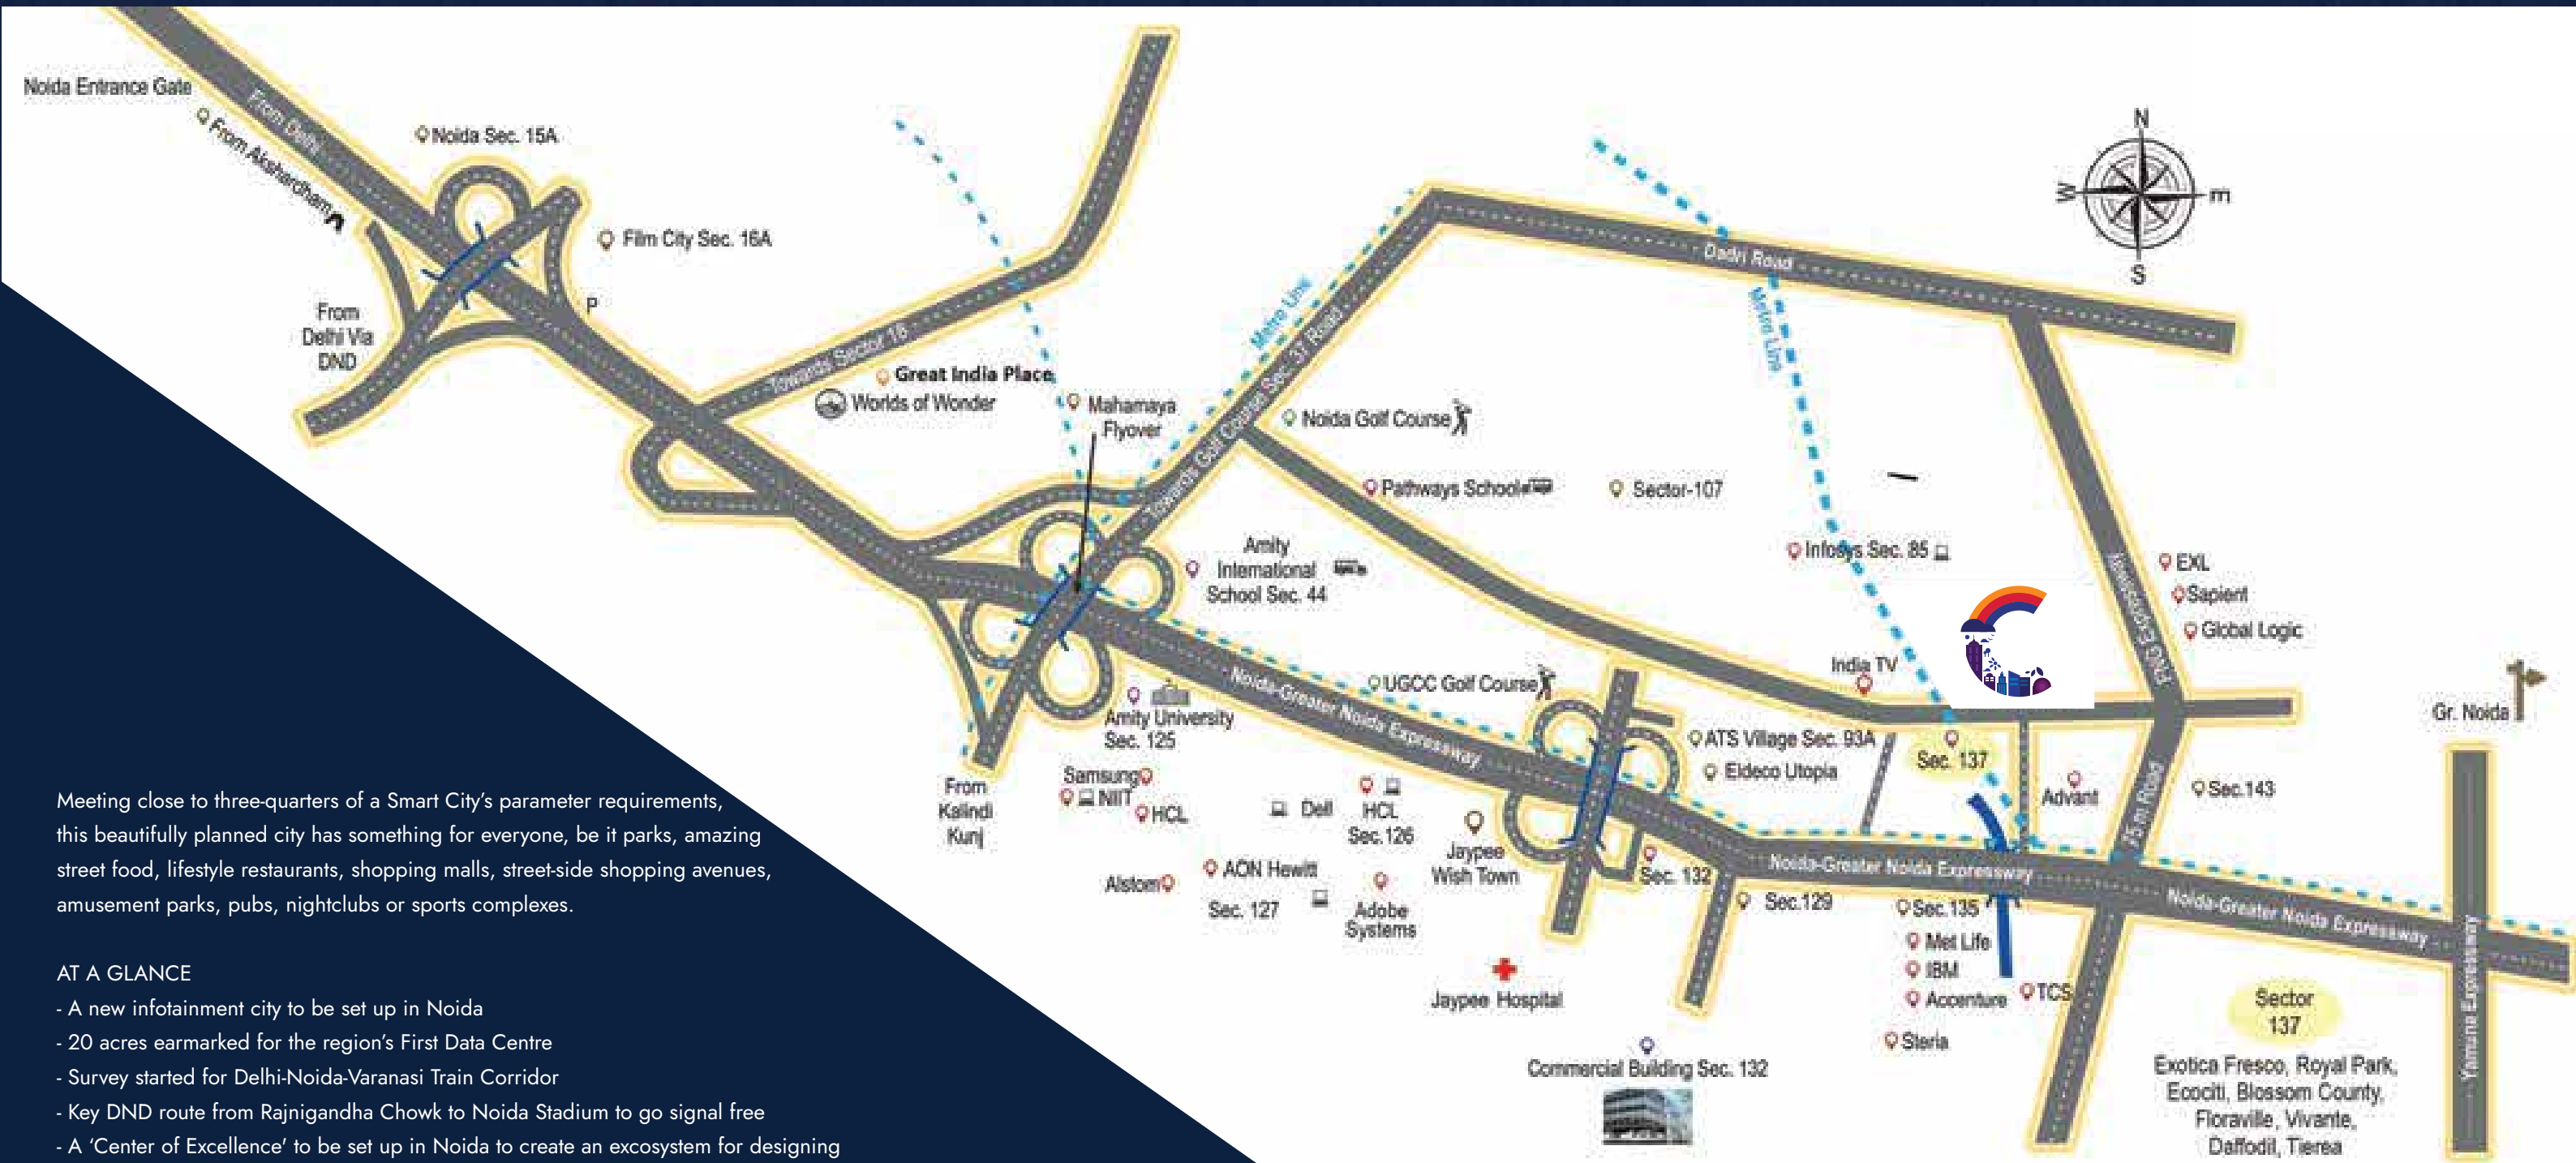 Noida Entrance Gate
From Delhi
From Akshardham
Noida Sec. 15A
Film City Sec. 16A
P
From
Delhi Via
DND
Towards Sector 18
Great India Place
Worlds of Wonder
Mahamaya
Flyover
Metro Line
Towards Golf Course Sec. 37 Road
Noida Golf Course
Pathways School
Sector-107
Dadri Road
Metro Line
N
W
E
S
Amity
International
School Sec. 44
Infosys Sec. 85
EXL
Sapient
Global Logic
India TV
UGCC Golf Course
Noida-Greater Noida Expressway
Amity University
Sec. 125
From
Kalindi
Kunj
Samsung
NIIT
HCL
Dell
HCL
Sec.126
Jaypee
Wish Town
ATS Village Sec. 93A
Eldeco Utopia
Sec. 137
Advant
75 m Road
Sec.143
Gr. Noida
Alstom
AON Hewitt
Sec. 127
Adobe
Systems
Sec. 132
Sec.129
Noida-Greater Noida Expressway
Sec.135
Met Life
IBM
Accenture
TCS
Steria
Noida-Greater Noida Expressway
Yamuna Expressway
Jaypee Hospital
Commercial Building Sec. 132
Sector
137
Exotica Fresco, Royal Park,
Ecociti, Blossom County,
Floraville, Vivante,
Daffodil, Tierea
Meeting close to three-quarters of a Smart City’s parameter requirements,
this beautifully planned city has something for everyone, be it parks, amazing
street food, lifestyle restaurants, shopping malls, street-side shopping avenues,
amusement parks, pubs, nightclubs or sports complexes.
AT A GLANCE
- A new infotainment city to be set up in Noida
- 20 acres earmarked for the region’s First Data Centre
- Survey started for Delhi-Noida-Varanasi Train Corridor
- Key DND route from Rajnigandha Chowk to Noida Stadium to go signal free
- A ‘Center of Excellence’ to be set up in Noida to create an excosystem for designing